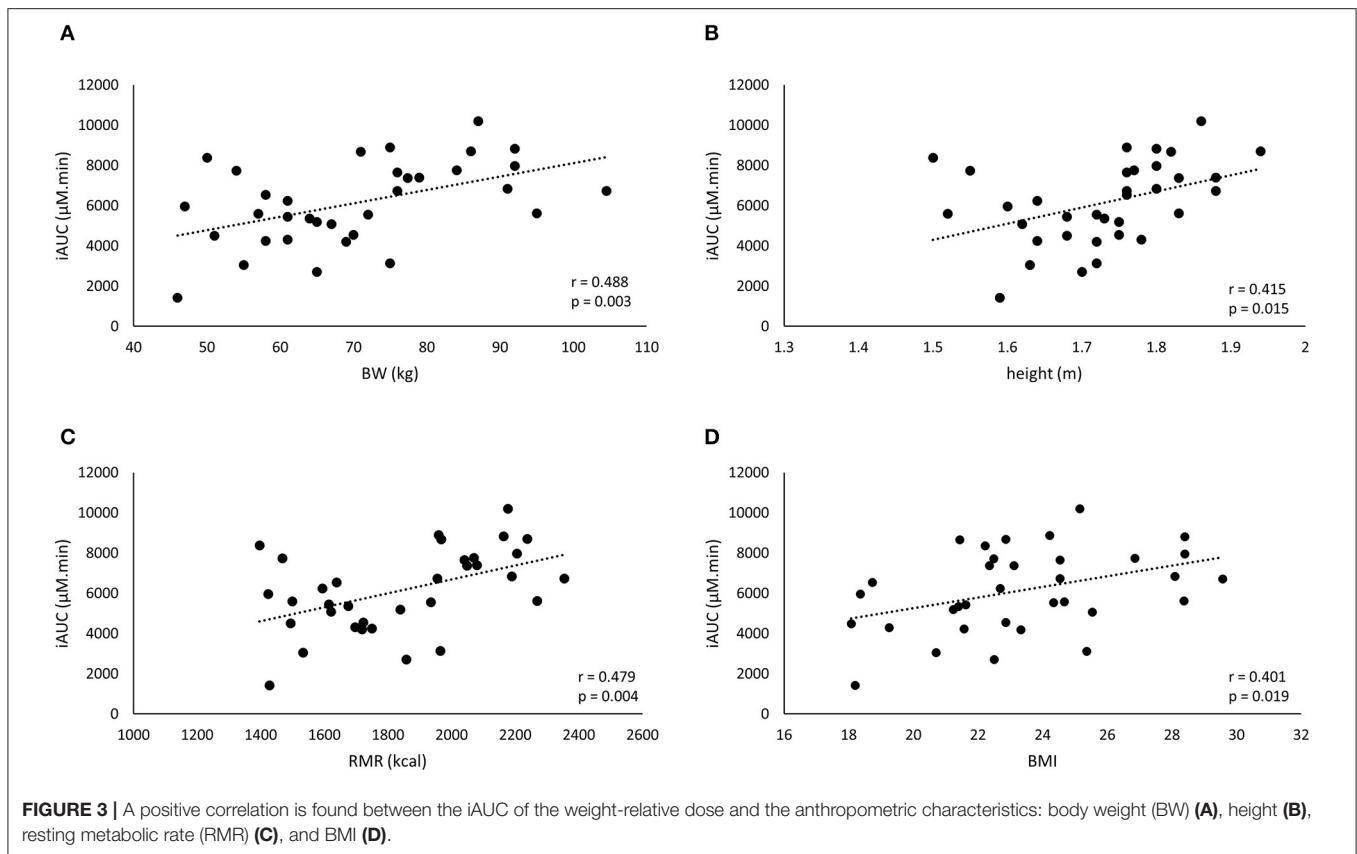 A
12000
10000
8000
6000
4000
2000
0
iAUC (µM.min)
40 50 60 70 80 90 100 110
BW (kg)
r = 0.488
p = 0.003
B
12000
10000
8000
6000
4000
2000
0
iAUC (µM.min)
1.3 1.4 1.5 1.6 1.7 1.8 1.9 2
height (m)
r = 0.415
p = 0.015
C
12000
10000
8000
6000
4000
2000
0
iAUC (µM.min)
1000 1200 1400 1600 1800 2000 2200 2400 2600
RMR (kcal)
r = 0.479
p = 0.004
D
12000
10000
8000
6000
4000
2000
0
iAUC (µM.min)
16 18 20 22 24 26 28 30 32
BMI
r = 0.401
p = 0.019
FIGURE 3 | A positive correlation is found between the iAUC of the weight-relative dose and the anthropometric characteristics: body weight (BW) (A), height (B),
resting metabolic rate (RMR) (C), and BMI (D).